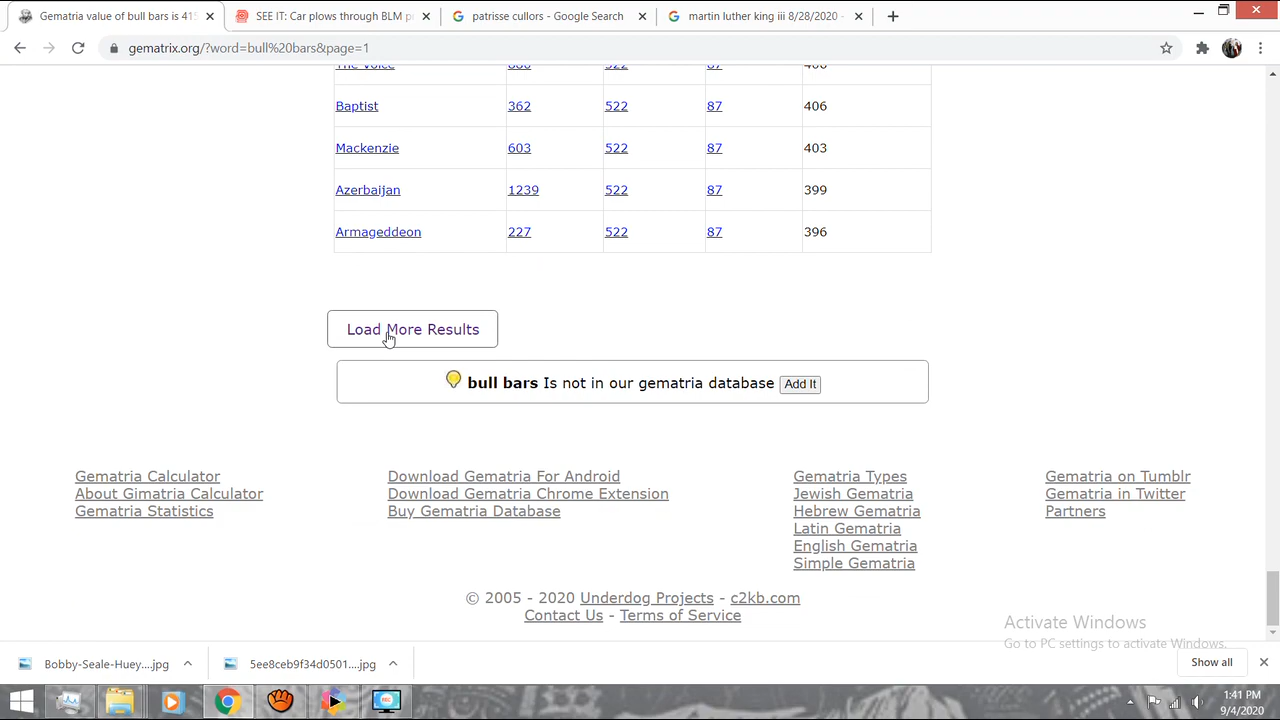 Gematria value of bull bars is 415
SEE IT: Car plows through BLM p
patrisse cullors - Google Search
martin luther king iii 9/28/2020 -
gematrix.org/?word=bull%20bars&page=1
The Voice 522 87
Baptist 362 522 87 406
Mackenzie 603 522 87 403
Azerbaijan 1239 522 87 399
Armageddeon 227 522 87 396
Load More Results
bull bars Is not in our gematria database Add It
Gematria Calculator
About Gimatria Calculator
Gematria Statistics
Download Gematria For Android
Download Gematria Chrome Extension
Buy Gematria Database
Gematria Types
Jewish Gematria
Hebrew Gematria
Latin Gematria
English Gematria
Simple Gematria
Gematria on Tumblr
Gematria in Twitter
Partners
© 2005 - 2020 Underdog Projects - c2kb.com
Contact Us - Terms of Service
Activate Windows
Go to PC settings to activate Windows.
Bobby-Seale-Huey....jpg
5ee8ceb9f34d0501....jpg
Show all
1:41 PM
9/4/2020